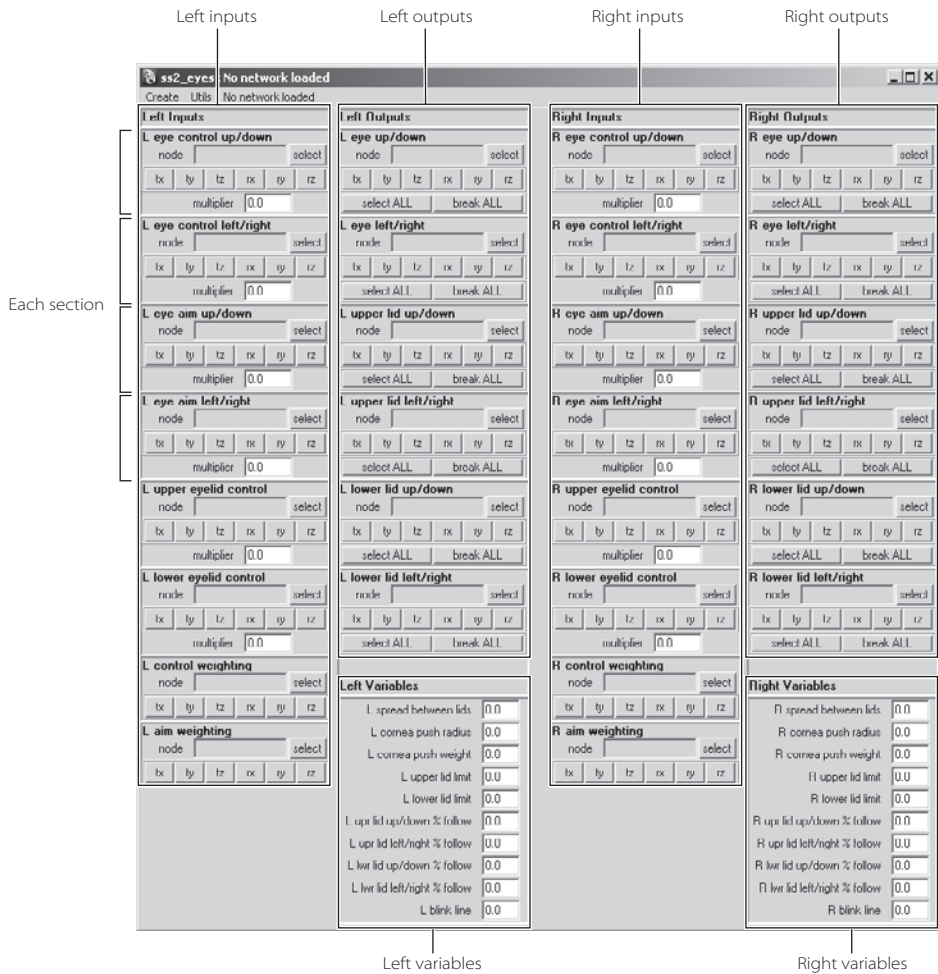 Left inputs
Left outputs
Right inputs
Right outputs
ss2_eyes: No network loaded
Create Utils No network loaded
Each section
Left Inputs
L eye control up/down
node select
tx ty tz rx ry rz
multiplier 0.0
L eye control left/right
node select
tx ty tz rx ry rz
multiplier 0.0
L eye aim up/down
node select
tx ty tz rx ry rz
multiplier 0.0
L eye aim left/right
node select
tx ty tz rx ry rz
multiplier 0.0
L upper eyelid control
node select
tx ty tz rx ry rz
multiplier 0.0
L lower eyelid control
node select
tx ty tz rx ry rz
multiplier 0.0
L control weighting
node select
tx ty tz rx ry rz
L aim weighting
node select
tx ty tz rx ry rz
Left Outputs
L eye up/down
node select
tx ty tz rx ry rz
select ALL break ALL
L eye left/right
node select
tx ty tz rx ry rz
select ALL break ALL
L upper lid up/down
node select
tx ty tz rx ry rz
select ALL break ALL
L upper lid left/right
node select
tx ty tz rx ry rz
select ALL break ALL
L lower lid up/down
node select
tx ty tz rx ry rz
select ALL break ALL
L lower lid left/right
node select
tx ty tz rx ry rz
select ALL break ALL
Left Variables
L spread between lids 0.0
L cornea push radius 0.0
L cornea push weight 0.0
L upper lid limit 0.0
L lower lid limit 0.0
L upr lid up/down % follow 0.0
L upr lid left/right % follow 0.0
L lwr lid up/down % follow 0.0
L lwr lid left/right % follow 0.0
L blink line 0.0
Right Inputs
R eye control up/down
node select
tx ty tz rx ry rz
multiplier 0.0
R eye control left/right
node select
tx ty tz rx ry rz
multiplier 0.0
R eye aim up/down
node select
tx ty tz rx ry rz
multiplier 0.0
R eye aim left/right
node select
tx ty tz rx ry rz
multiplier 0.0
R upper eyelid control
node select
tx ty tz rx ry rz
multiplier 0.0
R lower eyelid control
node select
tx ty tz rx ry rz
multiplier 0.0
R control weighting
node select
tx ty tz rx ry rz
R aim weighting
node select
tx ty tz rx ry rz
Right Outputs
R eye up/down
node select
tx ty tz rx ry rz
select ALL break ALL
R eye left/right
node select
tx ty tz rx ry rz
select ALL break ALL
R upper lid up/down
node select
tx ty tz rx ry rz
select ALL break ALL
R upper lid left/right
node select
tx ty tz rx ry rz
select ALL break ALL
R lower lid up/down
node select
tx ty tz rx ry rz
select ALL break ALL
R lower lid left/right
node select
tx ty tz rx ry rz
select ALL break ALL
Right Variables
R spread between lids 0.0
R cornea push radius 0.0
R cornea push weight 0.0
R upper lid limit 0.0
R lower lid limit 0.0
R upr lid up/down % follow 0.0
R upr lid left/right % follow 0.0
R lwr lid up/down % follow 0.0
R lwr lid left/right % follow 0.0
R blink line 0.0
Left variables
Right variables